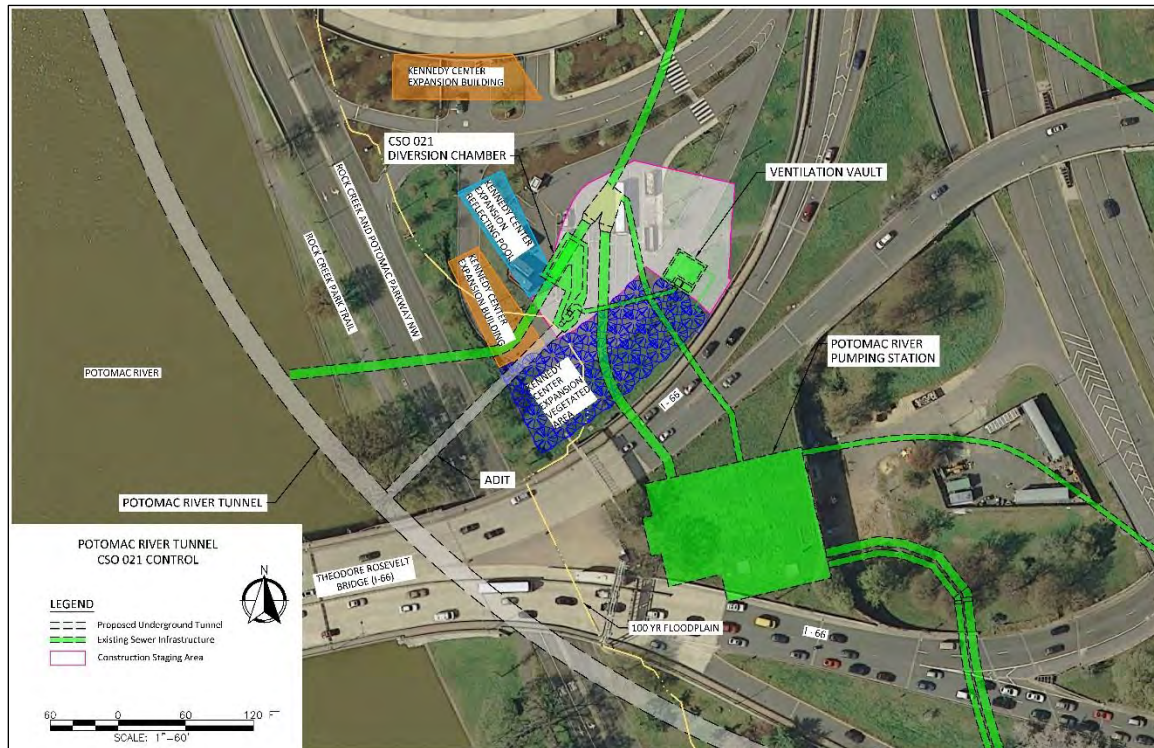 KENNEDY CENTER
EXPANSION BUILDING
CSO 021
DIVERSION CHAMBER
VENTILATION VAULT
KENNEDY CENTER
EXPANSION
REFLECTING POOL
ROCK CREEK AND POTOMAC PARKWAY NW
ROCK CREEK PARK TRAIL
KENNEDY CENTER
EXPANSION BUILDING
POTOMAC RIVER
PUMPING STATION
POTOMAC RIVER
KENNEDY
CENTER
EXPANSION
VEGETATED
AREA
I - 66
ADIT
POTOMAC RIVER TUNNEL
POTOMAC RIVER TUNNEL
CSO 021 CONTROL
N
THEODORE ROSEVELT
BRIDGE (I-66)
LEGEND
Proposed Underground Tunnel
Existing Sewer Infrastructure
Construction Staging Area
100 YR FLOODPLAIN
I - 66
60 0 60 120 F
SCALE: 1"-60'